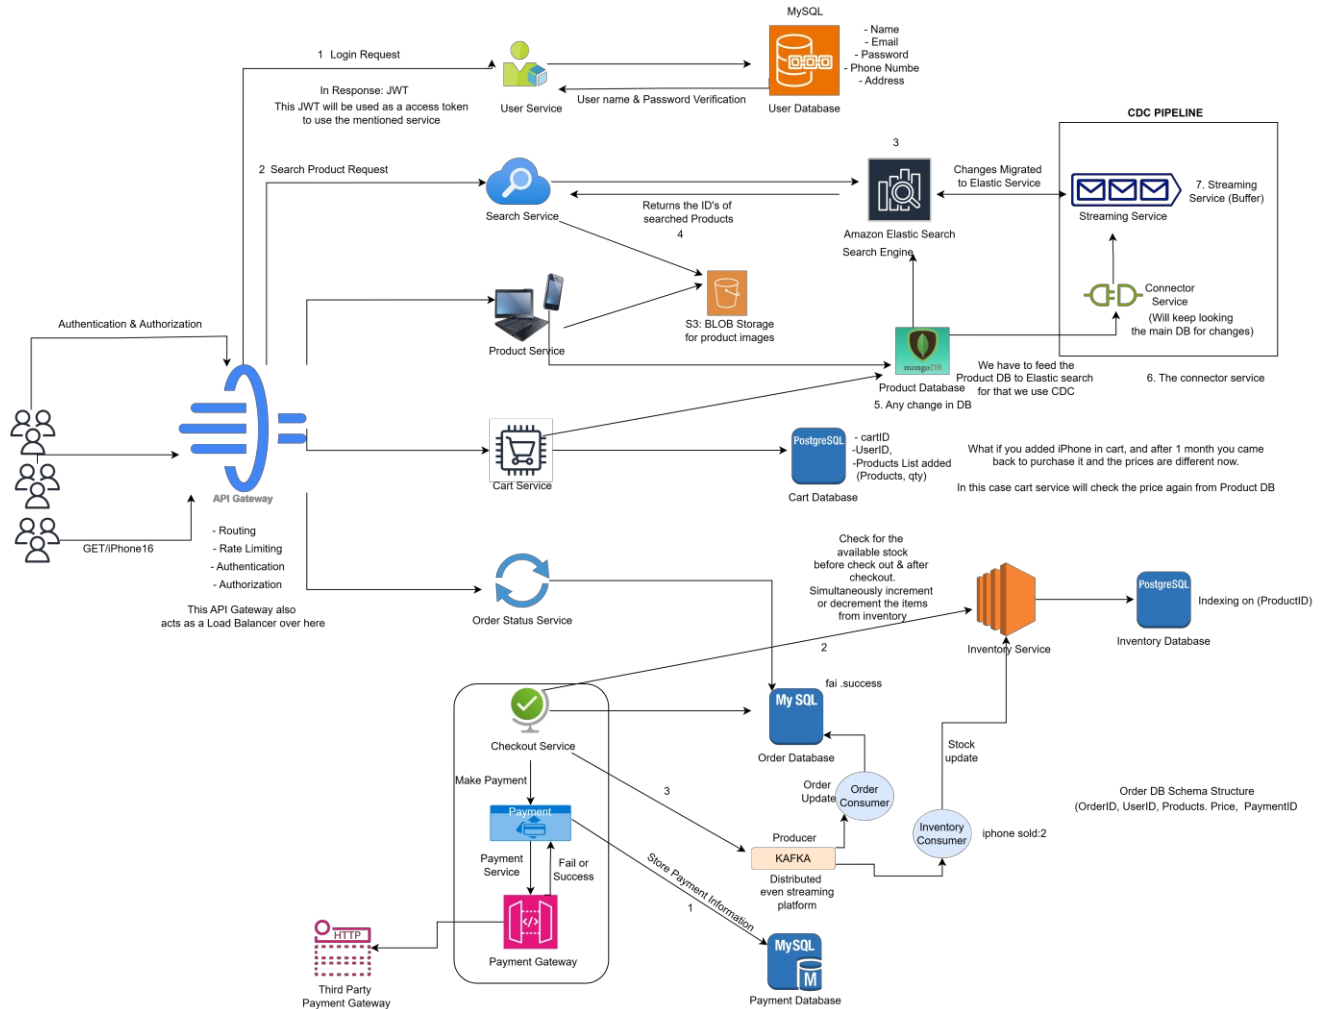 MySQL
- Name
- Email
- Password
- Phone Numbe
- Address
User Database
1 Login Request
In Response: JWT
This JWT will be used as a access token
to use the mentioned service
User Service
User name & Password Verification
CDC PIPELINE
2 Search Product Request
Search Service
Returns the ID's of
searched Products
4
3
Amazon Elastic Search
Search Engine
Changes Migrated
to Elastic Service
Streaming Service
7. Streaming
Service (Buffer)
Connector
Service
(Will keep looking
the main DB for changes)
6. The connector service
S3: BLOB Storage
for product images
Product Service
mongoDB
Product Database
5. Any change in DB
We have to feed the
Product DB to Elastic search
for that we use CDC
Authentication & Authorization
API Gateway
GET/iPhone16
- Routing
- Rate Limiting
- Authentication
- Authorization
This API Gateway also
acts as a Load Balancer over here
Cart Service
PostgreSQL
Cart Database
- cartID
-UserID,
-Products List added
(Products, qty)
What if you added iPhone in cart, and after 1 month you came
back to purchase it and the prices are different now.
In this case cart service will check the price again from Product DB
Order Status Service
Check for the
available stock
before check out & after
checkout.
Simultaneously increment
or decrement the items
from inventory
2
Inventory Service
PostgreSQL
Indexing on (ProductID)
Inventory Database
Checkout Service
fai .success
My SQL
Order Database
Make Payment
Payment
Payment
Service
Fail or
Success
Payment Gateway
HTTP
Third Party
Payment Gateway
3
Store Payment Information
1
Order
Update
Order
Consumer
Producer
KAFKA
Distributed
even streaming
platform
Stock
update
Inventory
Consumer
iphone sold:2
Order DB Schema Structure
(OrderID, UserID, Products. Price, PaymentID
MySQL
M
Payment Database